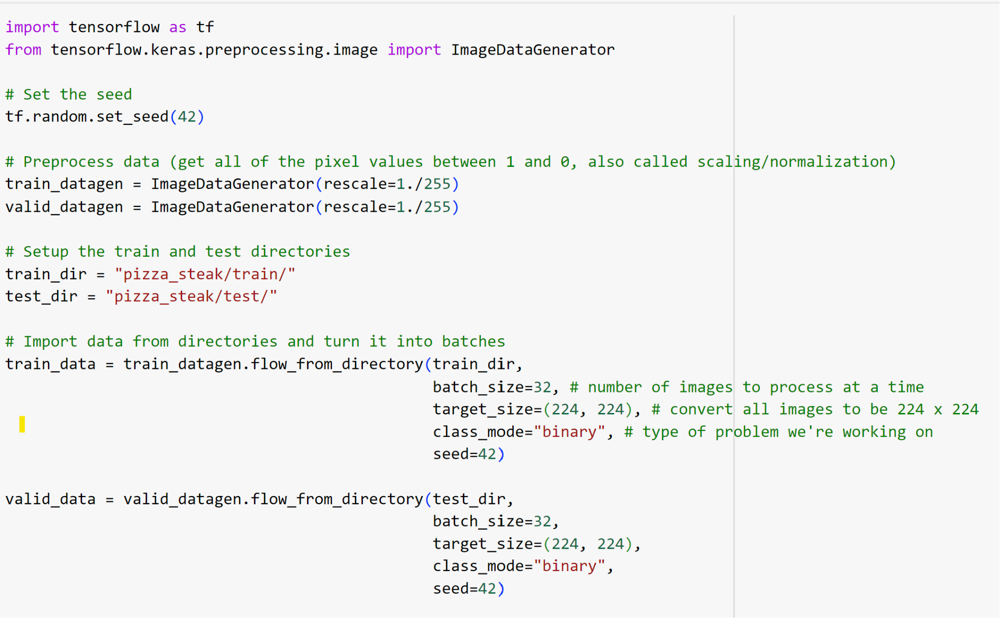 import tensorflow as tf
from tensorflow.keras.preprocessing.image import ImageDataGenerator
# Set the seed
tf.random.set_seed(42)
# Preprocess data (get all of the pixel values between 1 and 0, also called scaling/normalization)
train_datagen = ImageDataGenerator(rescale=1./255)
valid_datagen = ImageDataGenerator(rescale=1./255)
# Setup the train and test directories
train_dir = "pizza_steak/train/"
test_dir = "pizza_steak/test/"
# Import data from directories and turn it into batches
train_data = train_datagen.flow_from_directory(train_dir,
batch_size=32, # number of images to process at a time
target_size=(224, 224), # convert all images to be 224 x 224
class_mode="binary", # type of problem we're working on
seed=42)
valid_data = valid_datagen.flow_from_directory(test_dir,
batch_size=32,
target_size=(224, 224),
class_mode="binary",
seed=42)